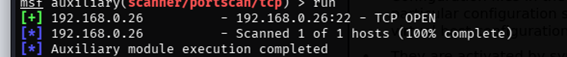 msf auxiliary(scanner/portscan/tcp) > run
[+] 192.168.0.26 - 192.168.0.26:22 - TCP OPEN
[*] 192.168.0.26 - Scanned 1 of 1 hosts (100% complete)
[*] Auxiliary module execution completed